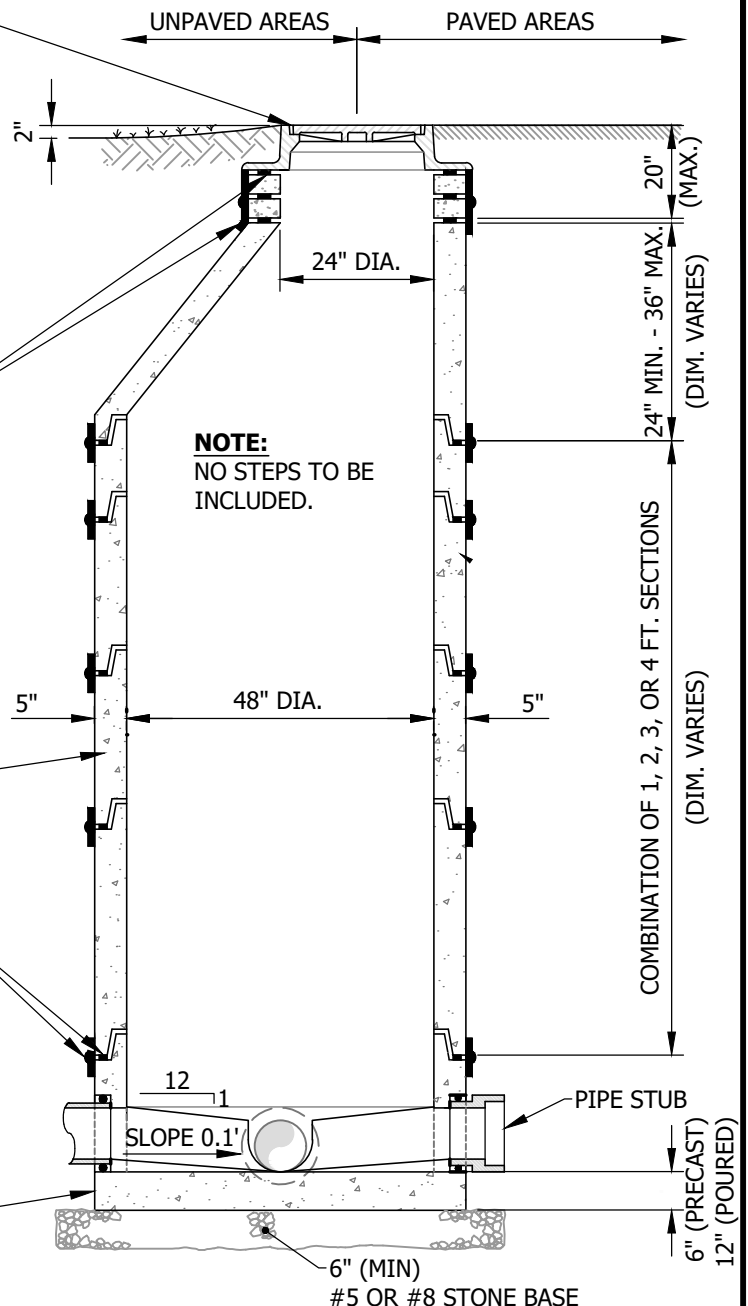 UNPAVED AREAS
PAVED AREAS
2"
20"
(MAX.)
24" DIA.
24" MIN. - 36" MAX.
(DIM. VARIES)
NOTE:
NO STEPS TO BE
INCLUDED.
COMBINATION OF 1, 2, 3, OR 4 FT. SECTIONS
(DIM. VARIES)
5"
48" DIA.
5"
12
1
SLOPE 0.1'
PIPE STUB
6" (PRECAST)
12" (POURED)
6" (MIN)
#5 OR #8 STONE BASE